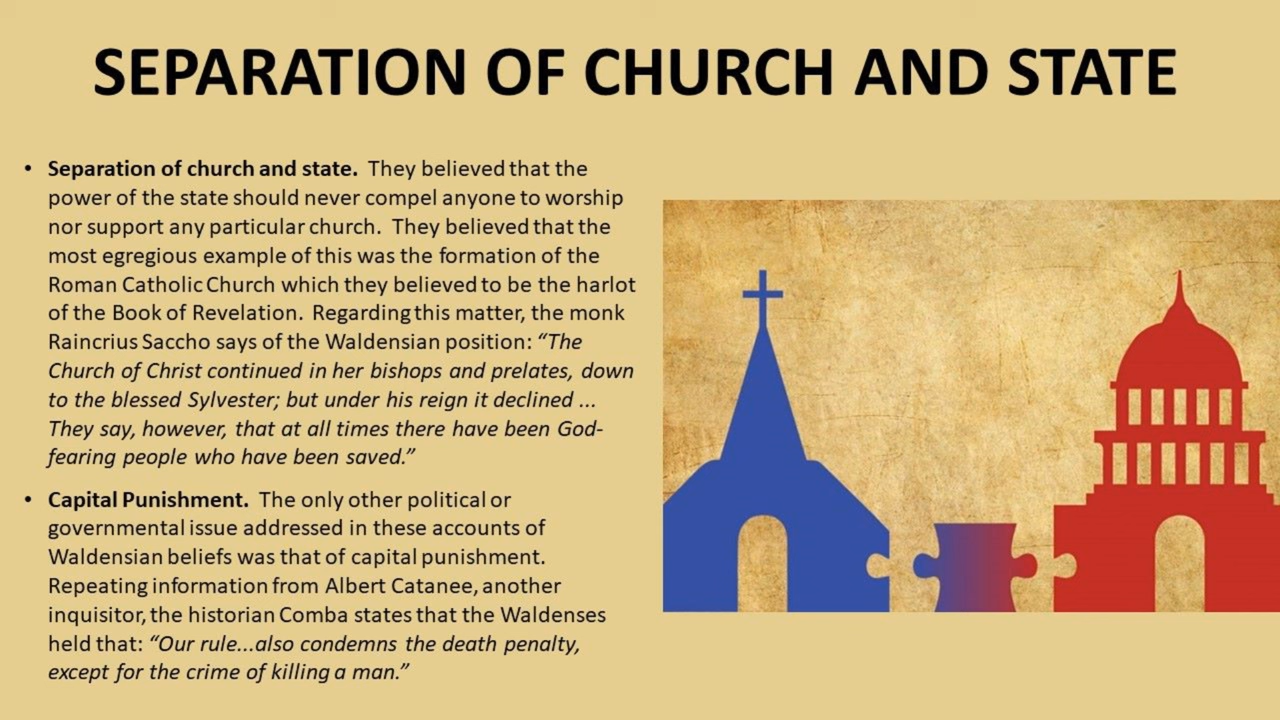 SEPARATION OF CHURCH AND STATE
• Separation of church and state. They believed that the
power of the state should never compel anyone to worship
nor support any particular church. They believed that the
most egregious example of this was the formation of the
Roman Catholic Church which they believed to be the harlot
of the Book of Revelation. Regarding this matter, the monk
Raincrius Saccho says of the Waldensian position: “The
Church of Christ continued in her bishops and prelates, down
to the blessed Sylvester; but under his reign it declined ...
They say, however, that at all times there have been God-
fearing people who have been saved.”
• Capital Punishment. The only other political or
governmental issue addressed in these accounts of
Waldensian beliefs was that of capital punishment.
Repeating information from Albert Catanee, another
inquisitor, the historian Comba states that the Waldenses
held that: “Our rule...also condemns the death penalty,
except for the crime of killing a man.”